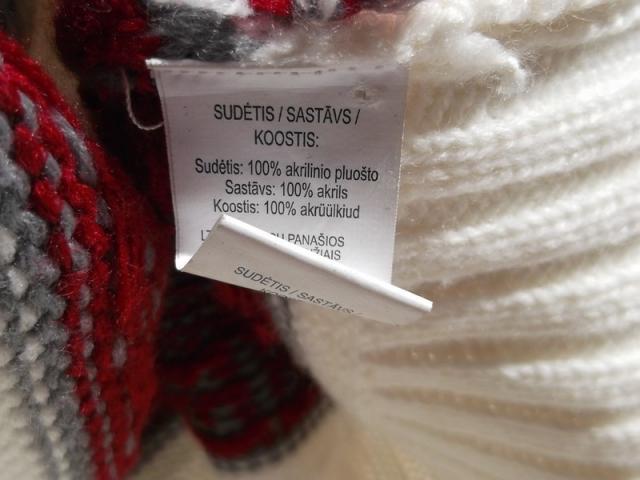 SUDĖTIS / SASTĀVS /
KOOSTIS:
Sudėtis: 100% akrilinio pluošto
Sastāvs: 100% akrils
Koostis: 100% akrüülkiud
PANAŠIOS
SUDĖTIS / SASTĀVS /